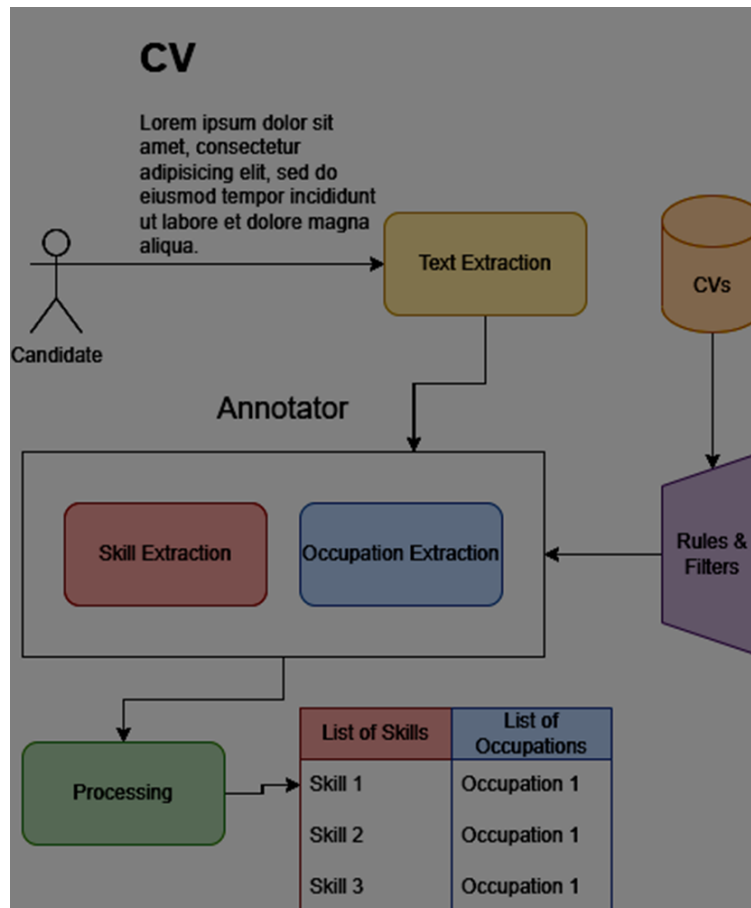 CV
Lorem ipsum dolor sit
amet, consectetur
adipisicing elit, sed do
eiusmod tempor incididunt
ut labore et dolore magna
aliqua.
Text Extraction
CVs
Candidate
Annotator
Skill Extraction
Occupation Extraction
Rules &
Filters
Processing
List of Skills
List of
Occupations
Skill 1
Occupation 1
Skill 2
Occupation 1
Skill 3
Occupation 1